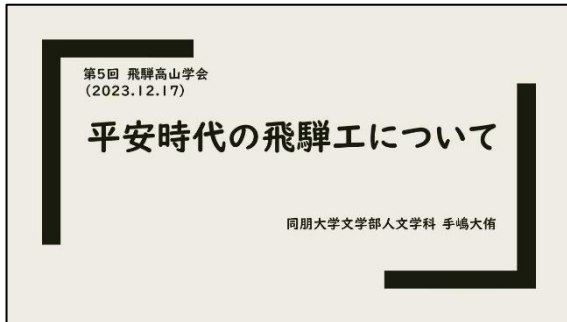 第5回 飛騨高山学会
(2023.12.17)
平安時代の飛騨工について
同朋大学文学部人文学科 手嶋大侑